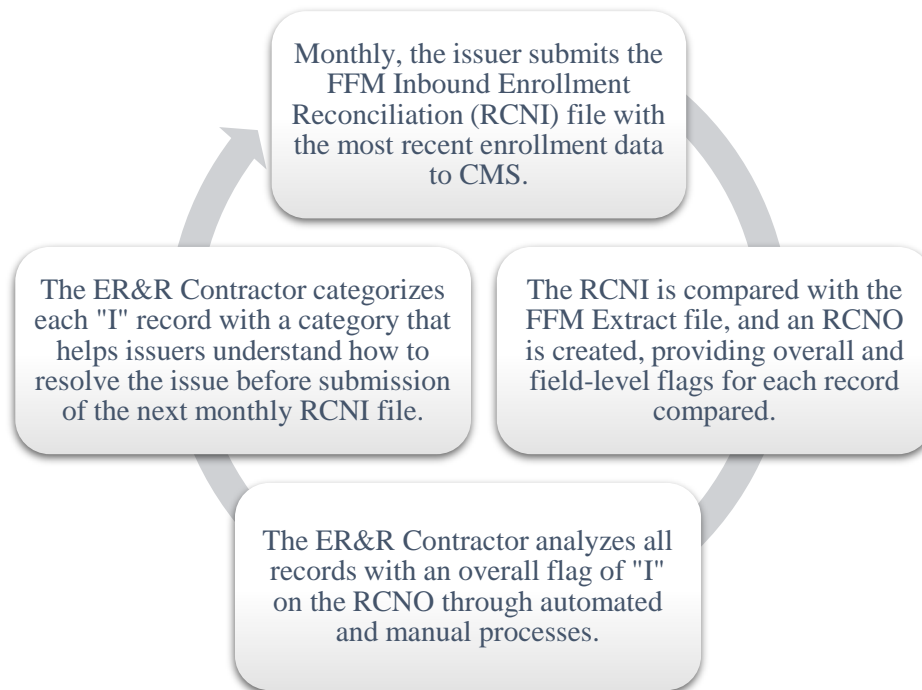 Monthly, the issuer submits the
FFM Inbound Enrollment
Reconciliation (RCNI) file with
the most recent enrollment data
to CMS.
The RCNI is compared with the
FFM Extract file, and an RCNO
is created, providing overall and
field-level flags for each record
compared.
The ER&R Contractor analyzes all
records with an overall flag of "I"
on the RCNO through automated
and manual processes.
The ER&R Contractor categorizes
each "I" record with a category that
helps issuers understand how to
resolve the issue before submission
of the next monthly RCNI file.